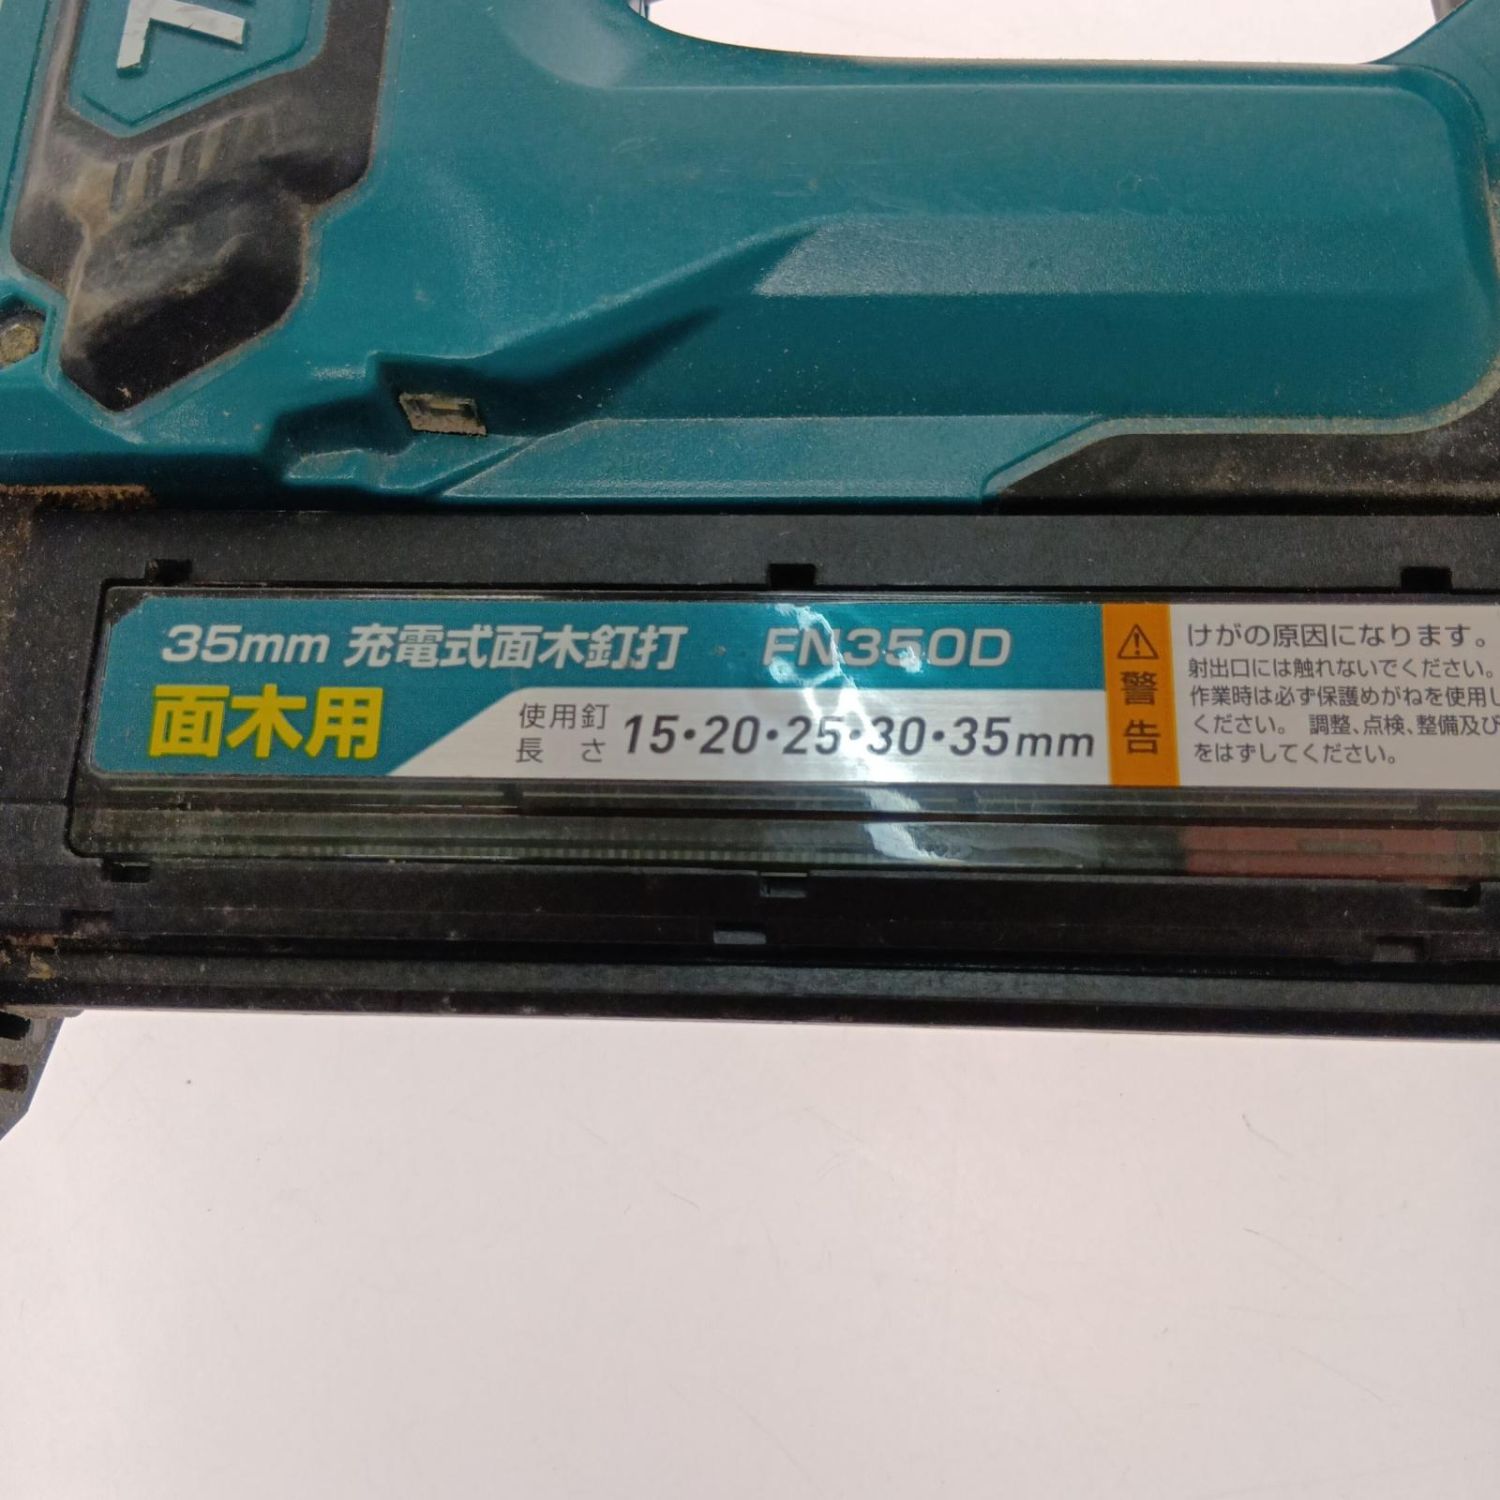 35mm 充電式面木釘打 FN350D
面木用
使用釘長さ 15・20・25・30・35mm
警告
けがの原因になります。
射出口には触れないでください。
作業時は必ず保護めがねを使用し
ください。 調整、点検、整備及び
をはずしてください。